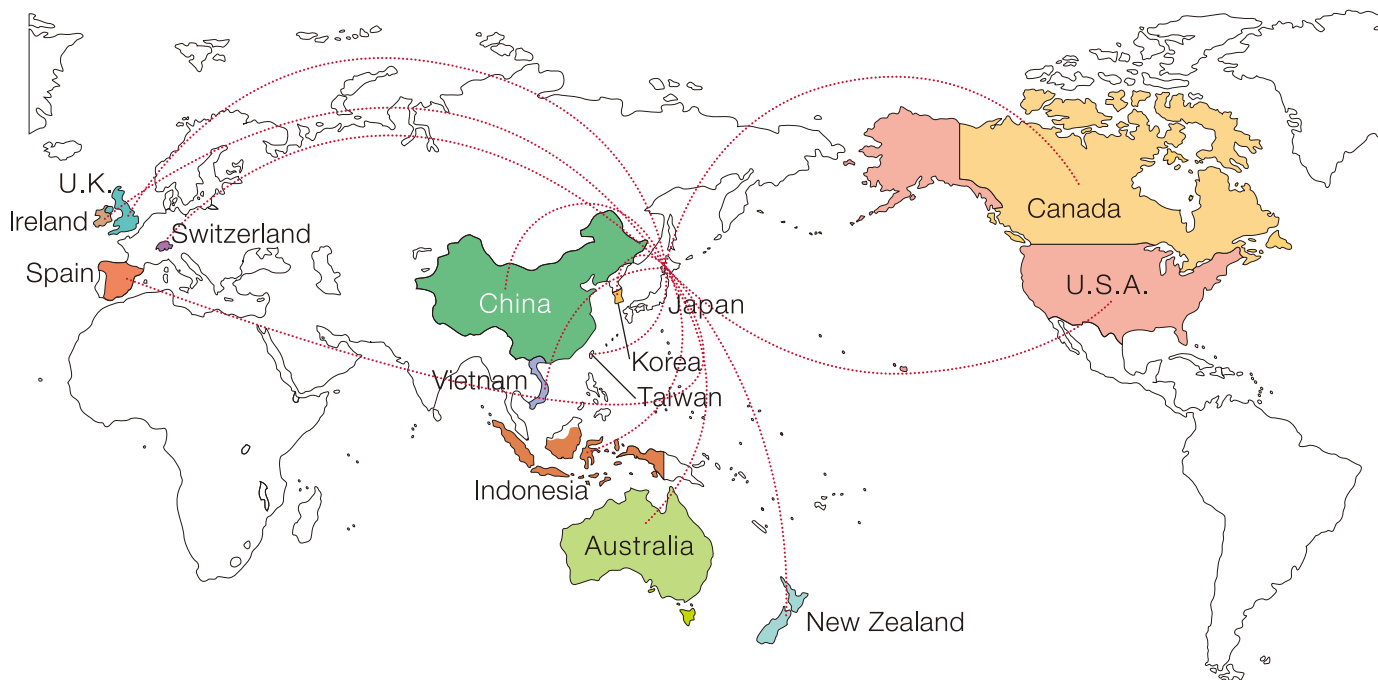 U.K.
Ireland
Switzerland
Spain
China
Japan
Korea
Vietnam
Taiwan
Indonesia
Australia
New Zealand
Canada
U.S.A.